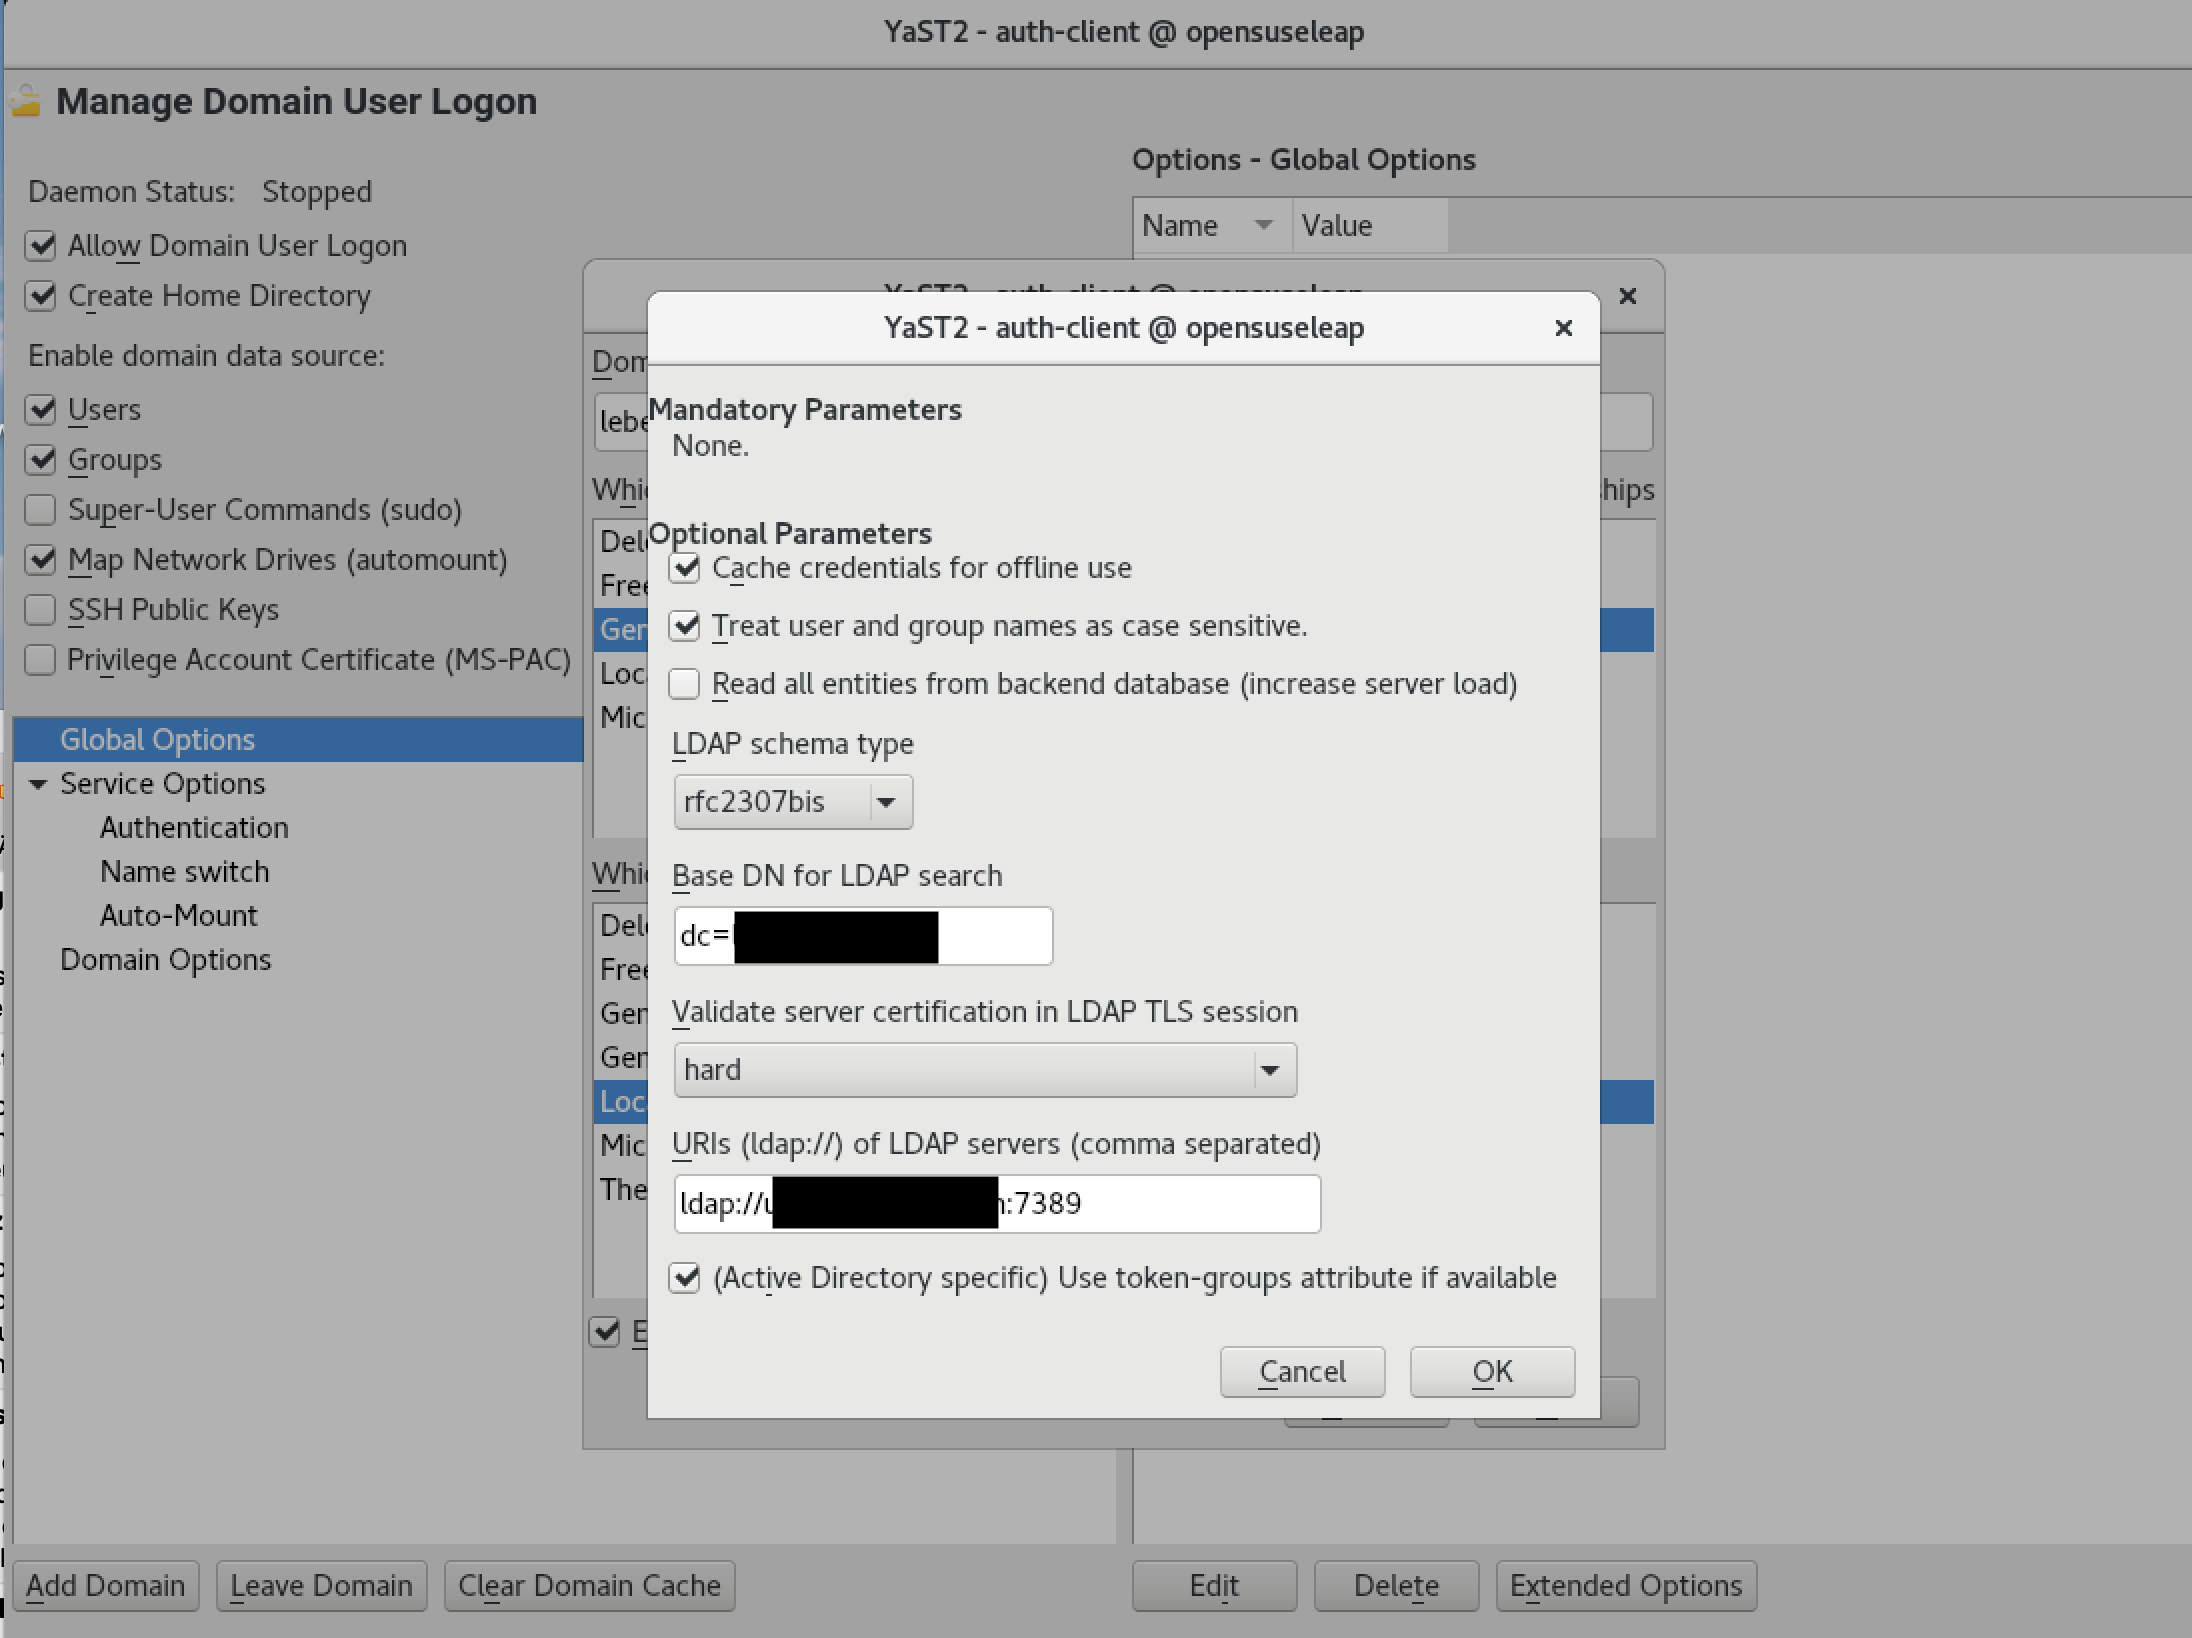 YaST2 - auth-client @ opensuseleap
Manage Domain User Logon
Daemon Status: Stopped
Allow Domain User Logon
Create Home Directory
Enable domain data source:
Users
Groups
Super-User Commands (sudo)
Map Network Drives (automount)
SSH Public Keys
Privilege Account Certificate (MS-PAC)
Global Options
Service Options
Authentication
Name switch
Auto-Mount
Domain Options
Add Domain
Leave Domain
Clear Domain Cache
Options - Global Options
Name
Value
Edit
Delete
Extended Options
YaST2 - auth-client @ opensuseleap
Mandatory Parameters
None.
Optional Parameters
Cache credentials for offline use
Treat user and group names as case sensitive.
Read all entities from backend database (increase server load)
LDAP schema type
rfc2307bis
Base DN for LDAP search
dc=
Validate server certification in LDAP TLS session
hard
URIs (ldap://) of LDAP servers (comma separated)
ldap:// :7389
(Active Directory specific) Use token-groups attribute if available
Cancel
OK